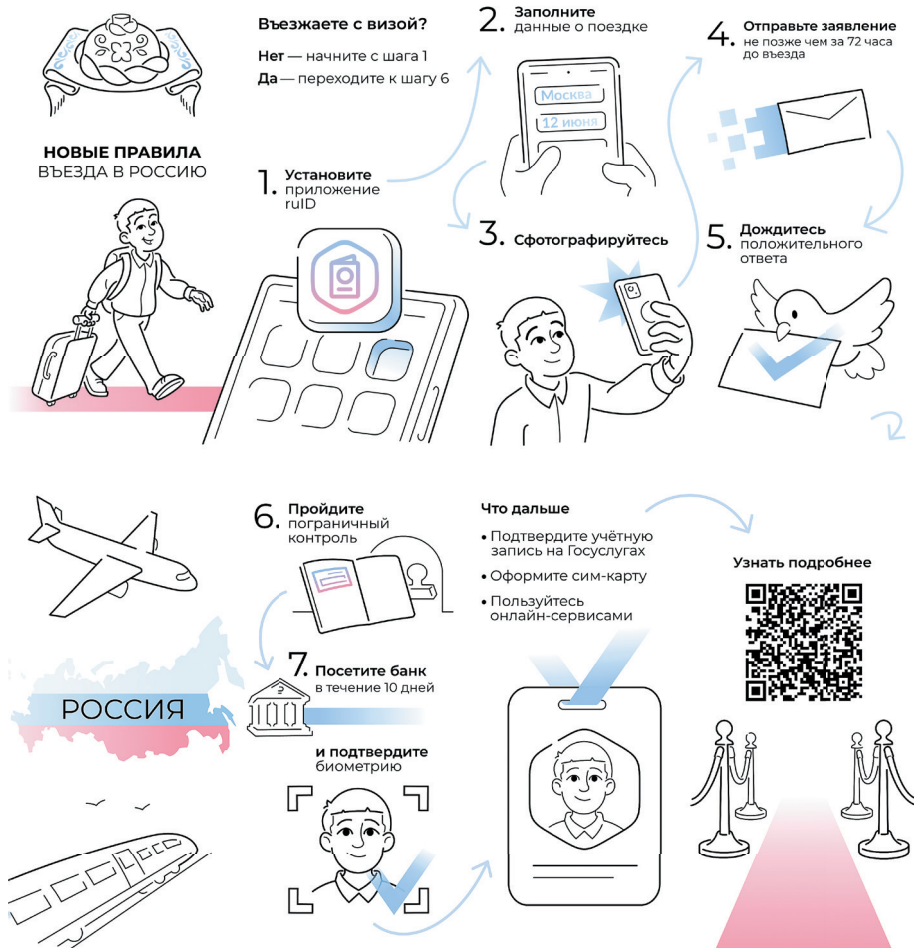 НОВЫЕ ПРАВИЛА
ВЪЕЗДА В РОССИЮ
Въезжаете с визой?
Нет — начните с шага 1
Да — переходите к шагу 6
1. Установите
приложение
ruID
2. Заполните
данные о поездке
Москва
12 июня
3. Сфотографируйтесь
4. Отправьте заявление
не позже чем за 72 часа
до въезда
5. Дождитесь
положительного
ответа
6. Пройдите
пограничный
контроль
РОССИЯ
7. Посетите банк
в течение 10 дней
и подтвердите
биометрию
Что дальше
• Подтвердите учётную
запись на Госуслугах
• Оформите сим-карту
• Пользуйтесь
онлайн-сервисами
Узнать подробнее